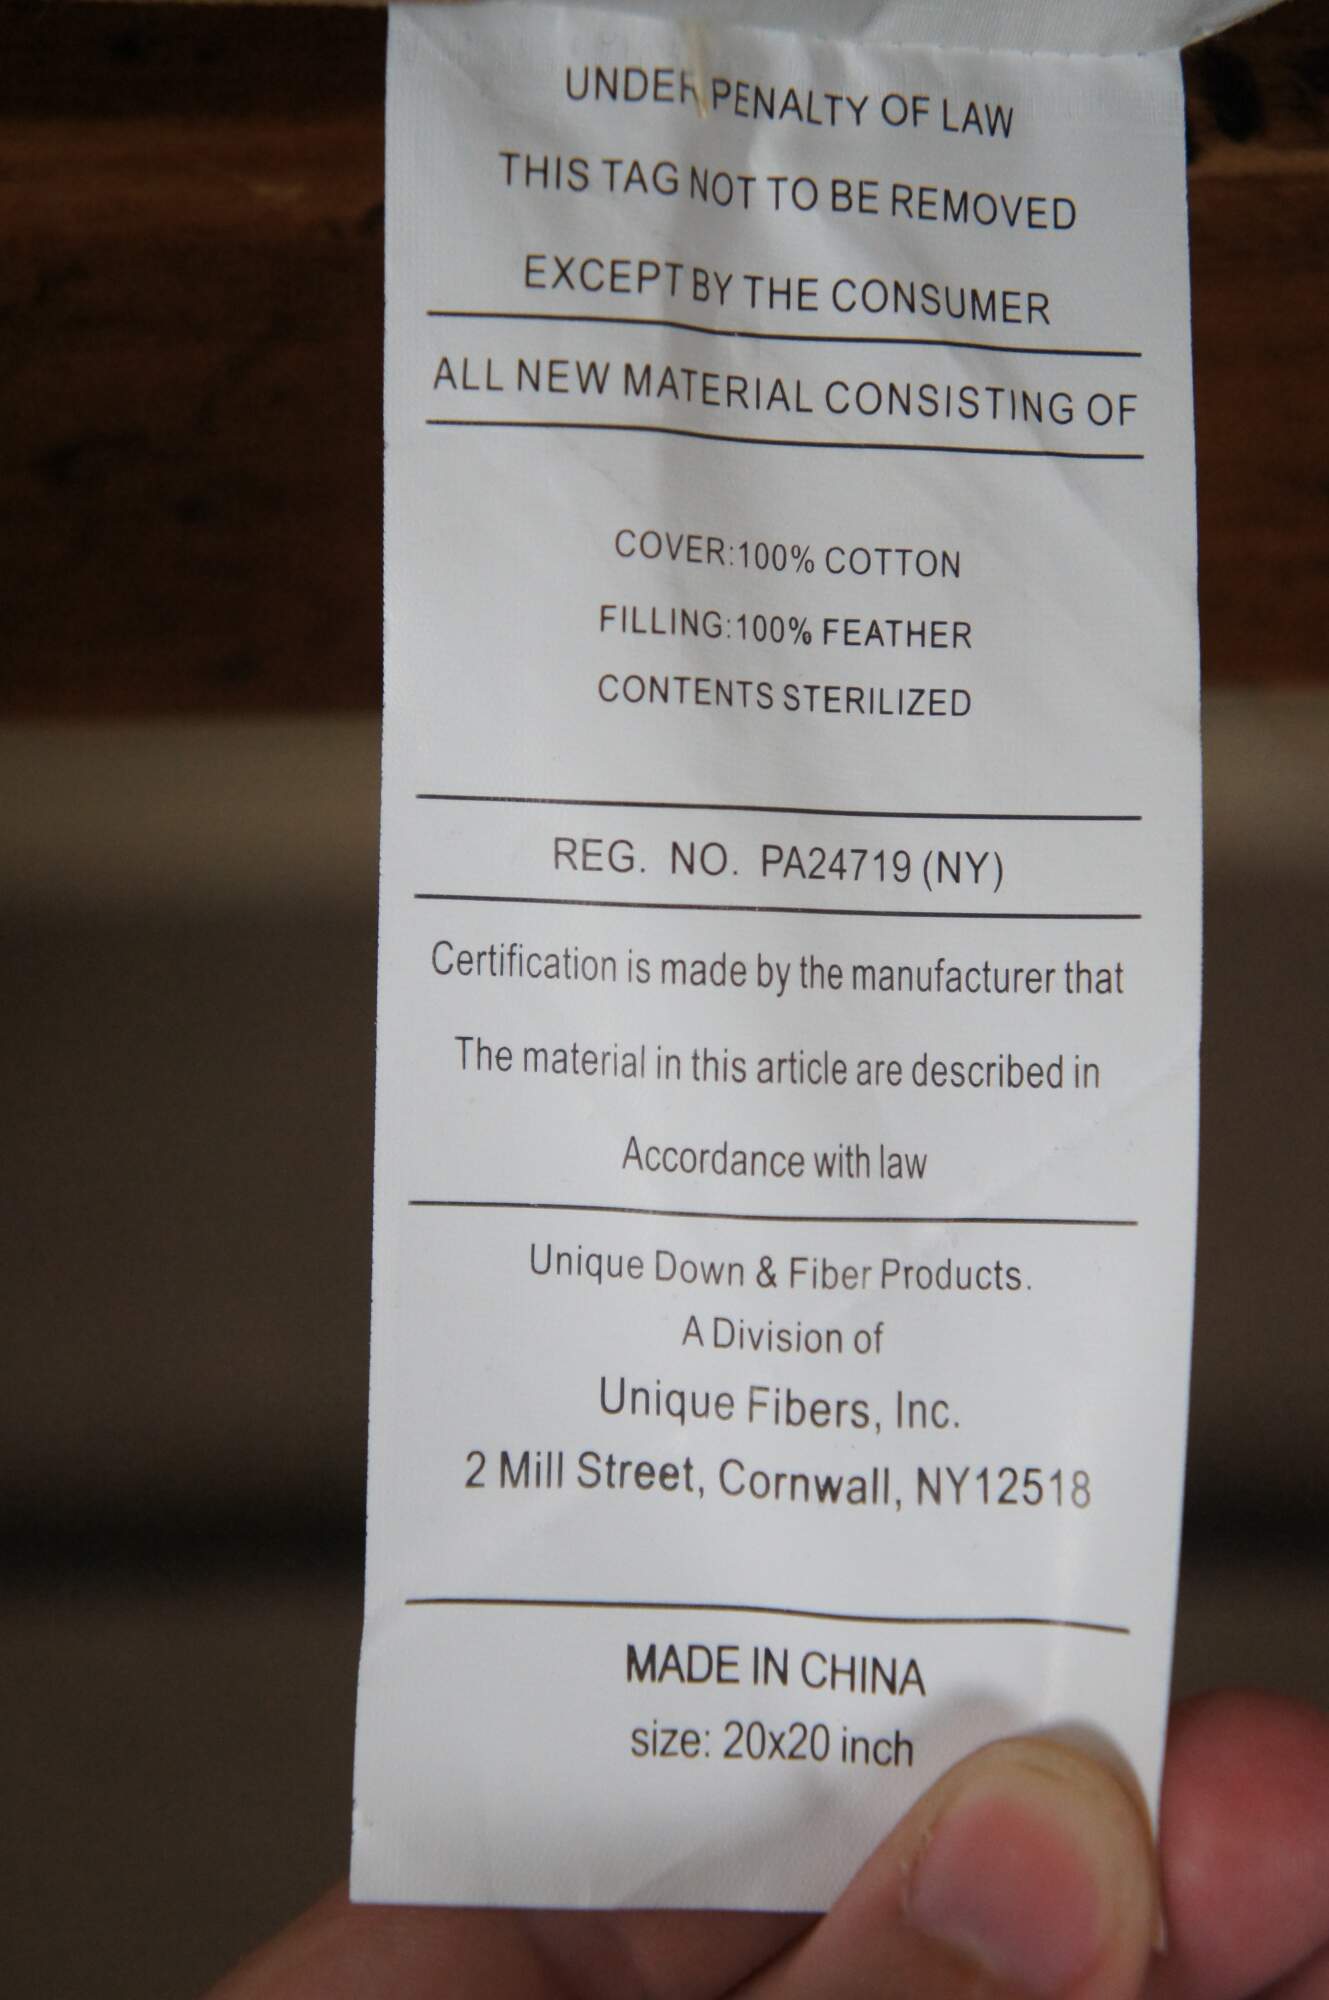 UNDER PENALTY OF LAW
THIS TAG NOT TO BE REMOVED
EXCEPT BY THE CONSUMER
ALL NEW MATERIAL CONSISTING OF
COVER:100% COTTON
FILLING:100% FEATHER
CONTENTS STERILIZED
REG. NO. PA24719 (NY)
Certification is made by the manufacturer that
The material in this article are described in
Accordance with law
Unique Down & Fiber Products.
A Division of
Unique Fibers, Inc.
2 Mill Street, Cornwall, NY12518
MADE IN CHINA
size: 20x20 inch